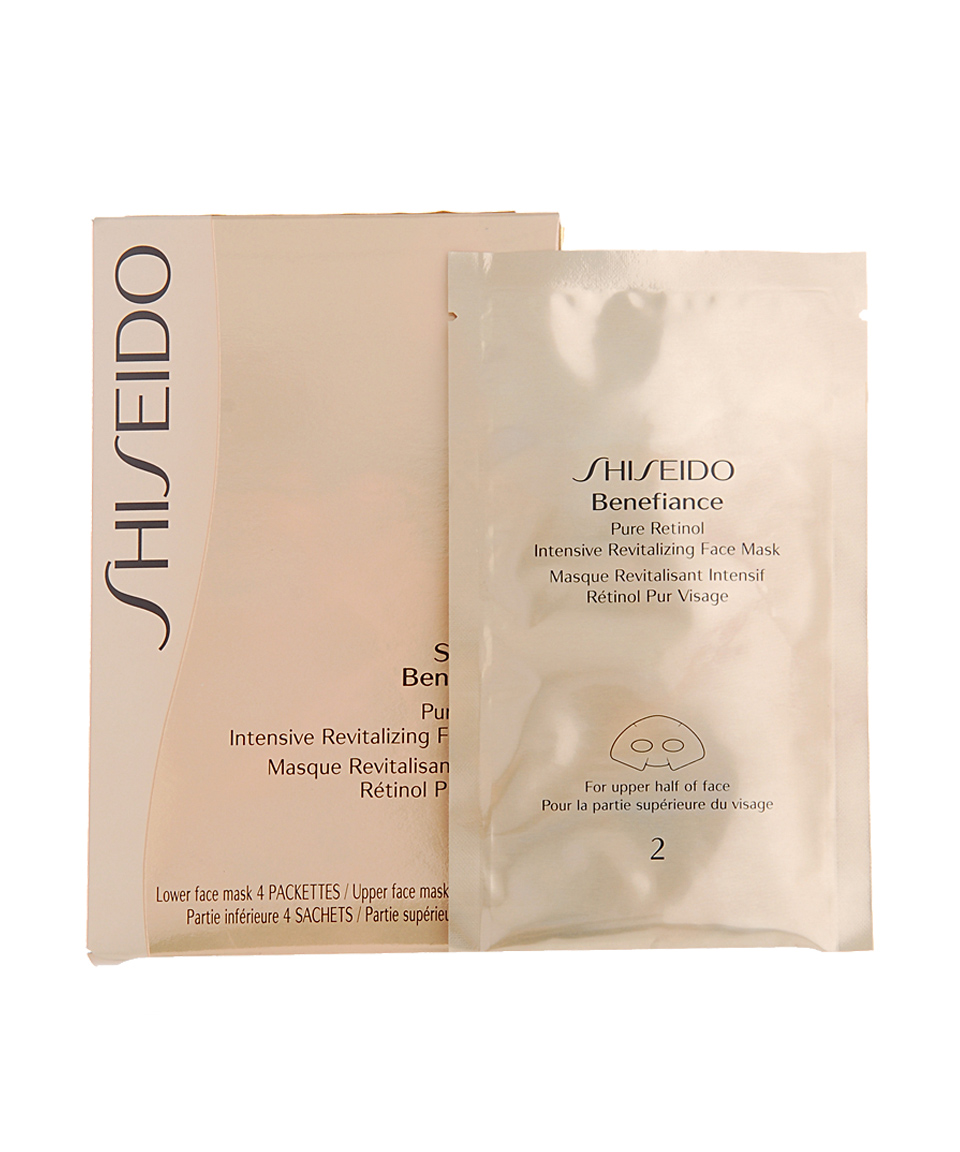 SHISEIDO
S
Ben
Pur
Intensive Revitalizing F
Masque Revitalisan
Rétinol P
Lower face mask 4 PACKETTES / Upper face mask
Partie inférieure 4 SACHETS / Partie supérieu
SHISEIDO
Benefiance
Pure Retinol
Intensive Revitalizing Face Mask
Masque Revitalisant Intensif
Rétinol Pur Visage
For upper half of face
Pour la partie supérieure du visage
2